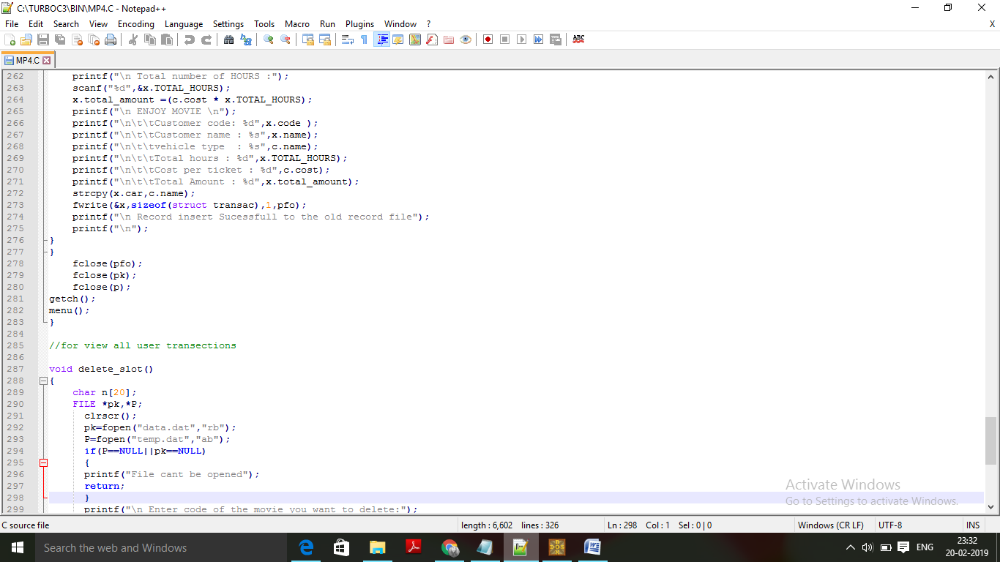 C:\TURBOC3\BIN\MP4.C - Notepad++
File Edit Search View Encoding Language Settings Tools Macro Run Plugins Window ? X
ABC
MP4.C
262 printf("\n Total number of HOURS :");
263 scanf("%d",&x.TOTAL_HOURS);
264 x.total_amount =(c.cost * x.TOTAL_HOURS);
265 printf("\n ENJOY MOVIE \n");
266 printf("\n\t\tCustomer code: %d",x.code );
267 printf("\n\t\tCustomer name : %s",x.name);
268 printf("\n\t\tvehicle type  : %s",c.name);
269 printf("\n\t\tTotal hours : %d",x.TOTAL_HOURS);
270 printf("\n\t\tCost per ticket : %d",c.cost);
271 printf("\n\t\tTotal Amount : %d",x.total_amount);
272 strcpy(x.car,c.name);
273 fwrite(&x,sizeof(struct transac),1,pfo);
274 printf("\n Record insert Sucessfull to the old record file");
275 printf("\n");
276 }
277 }
278 fclose(pfo);
279 fclose(pk);
280 fclose(p);
281 getch();
282 menu();
283 }
284
285 //for view all user transections
286
287 void delete_slot()
288 {
289 char n[20];
290 FILE *pk,*P;
291 clrscr();
292 pk=fopen("data.dat","rb");
293 P=fopen("temp.dat","ab");
294 if(P==NULL||pk==NULL)
295 {
296 printf("File cant be opened");
297 return;
298 }
299 printf("\n Enter code of the movie you want to delete:");
Activate Windows
Go to Settings to activate Windows.
C source file length : 6,602 lines : 326 Ln : 298 Col : 1 Sel : 0 | 0 Windows (CR LF) UTF-8 INS
Search the web and Windows
ENG
23:32
20-02-2019